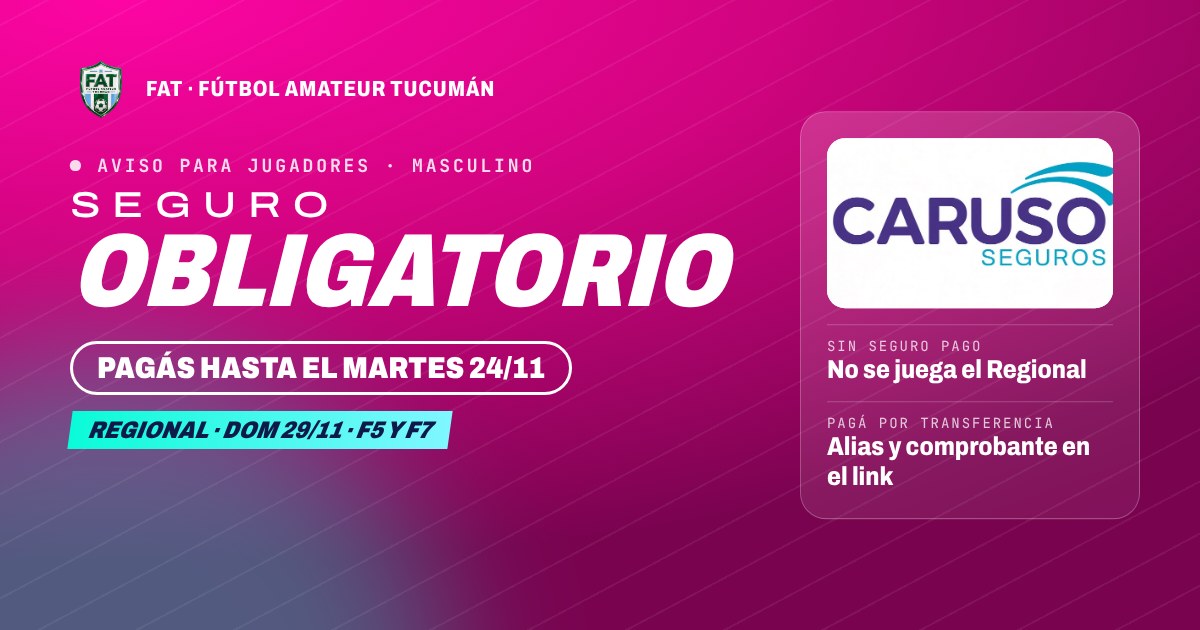 FAT
FAT · FÚTBOL AMATEUR TUCUMÁN
AVISO PARA JUGADORES · MASCULINO
SEGURO
OBLIGATORIO
PAGÁS HASTA EL MARTES 24/11
REGIONAL · DOM 29/11 · F5 Y F7
CARUSO
SEGUROS
SIN SEGURO PAGO
No se juega el Regional
PAGÁ POR TRANSFERENCIA
Alias y comprobante en
el link